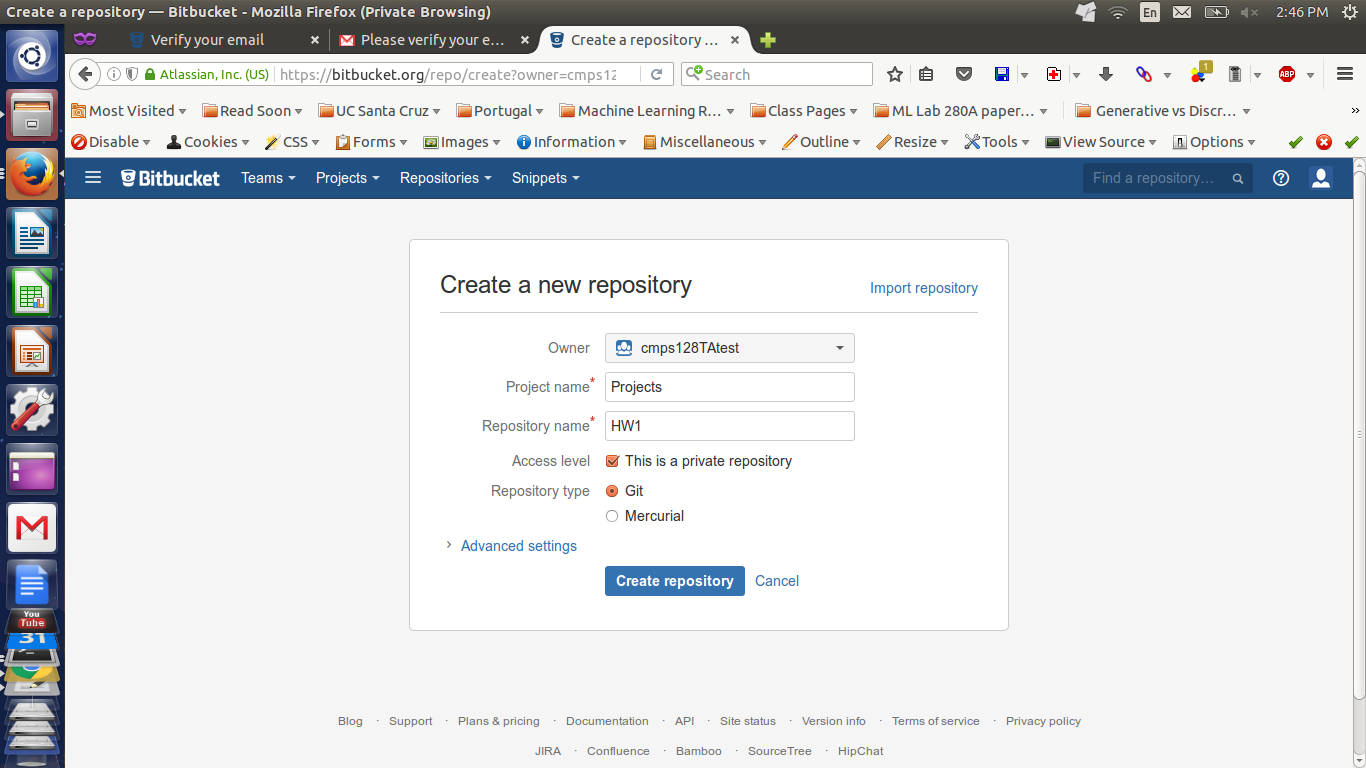 Create a repository — Bitbucket - Mozilla Firefox (Private Browsing) En 2:46 PM
Verify your email × Please verify your e... × Create a repository ... ×
Atlassian, Inc. (US) https://bitbucket.org/repo/create?owner=cmps12 Search 1 ABP
Most Visited Read Soon UC Santa Cruz Portugal Machine Learning R... Class Pages ML Lab 280A paper... Generative vs Discr... »
Disable Cookies CSS Forms Images Information Miscellaneous Outline Resize Tools View Source Options
Bitbucket Teams Projects Repositories Snippets Find a repository...
Create a new repository Import repository
Owner cmps128TAtest
Project name* Projects
Repository name* HW1
Access level This is a private repository
Repository type Git
Mercurial
Advanced settings
Create repository Cancel
You
Tube
31
Blog · Support · Plans & pricing · Documentation · API · Site status · Version info · Terms of service · Privacy policy
JIRA · Confluence · Bamboo · SourceTree · HipChat